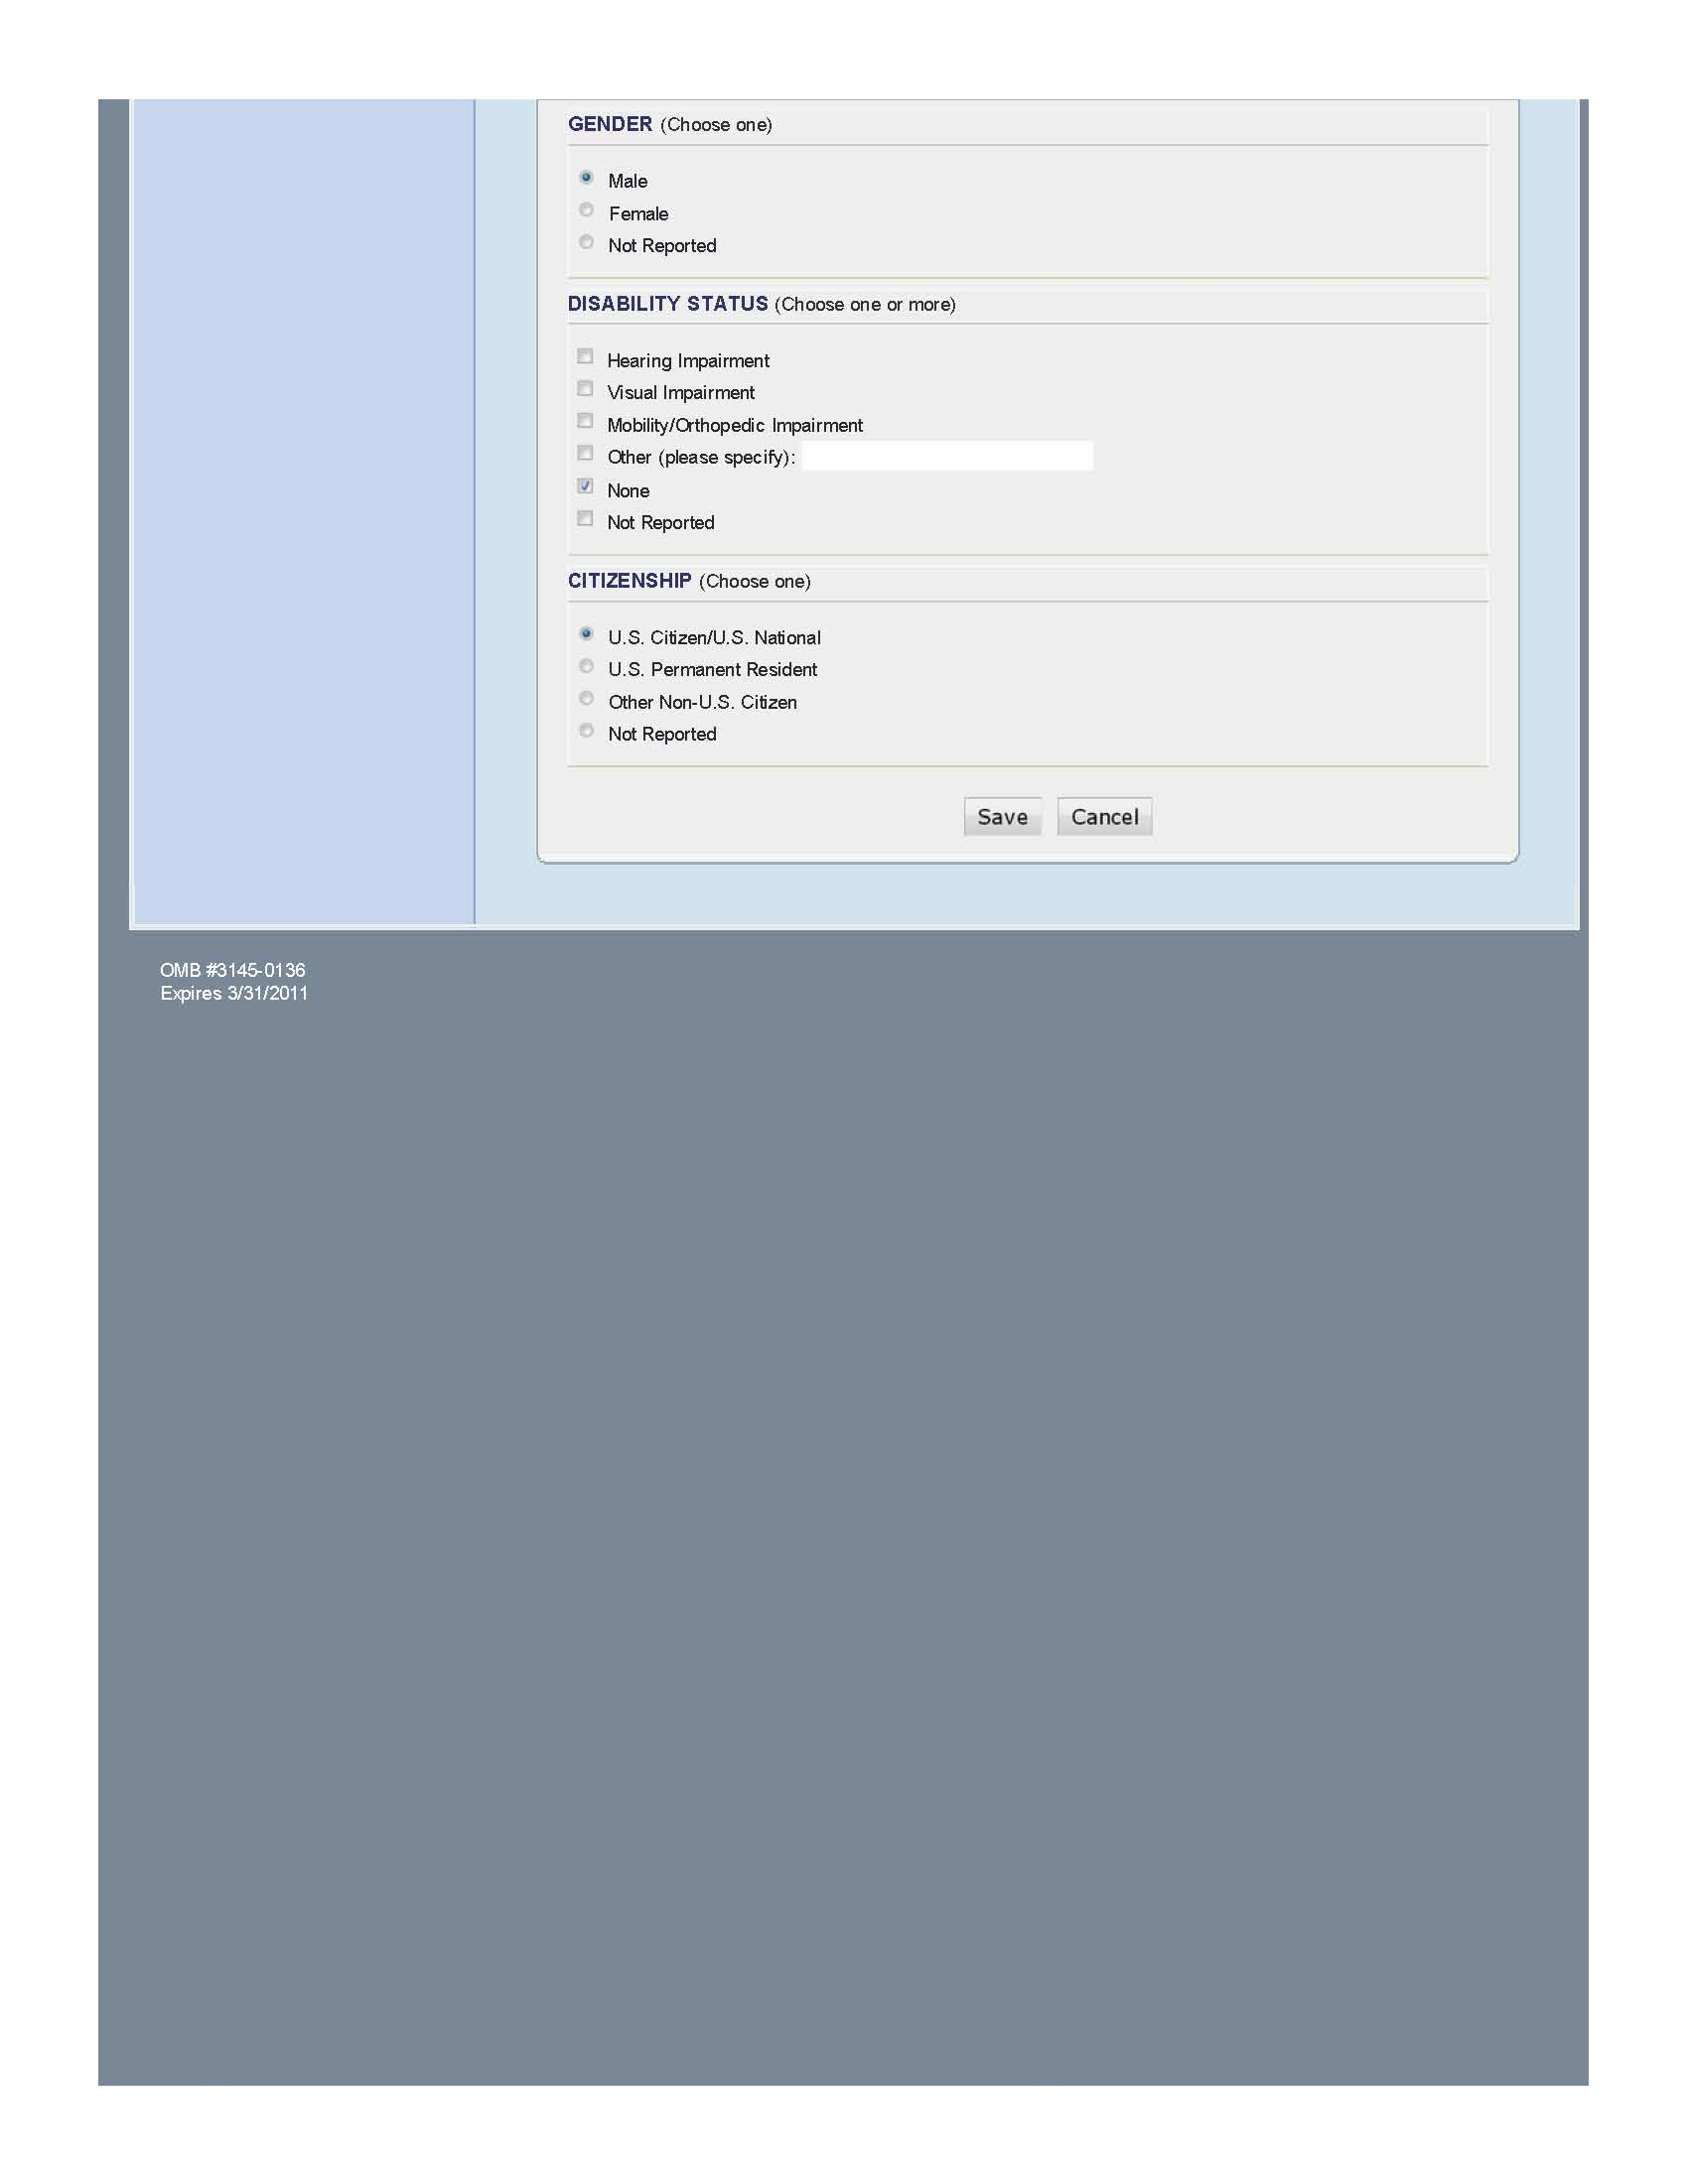 GENDER (Choose one)
Male
Female
Not Reported
DISABILITY STATUS (Choose one or more)
Hearing Impairment
Visual Impairment
Mobility/Orthopedic Impairment
Other (please specify):
None
Not Reported
CITIZENSHIP (Choose one)
U.S. Citizen/U.S. National
U.S. Permanent Resident
Other Non-U.S. Citizen
Not Reported
Save Cancel
OMB #3145-0136
Expires 3/31/2011